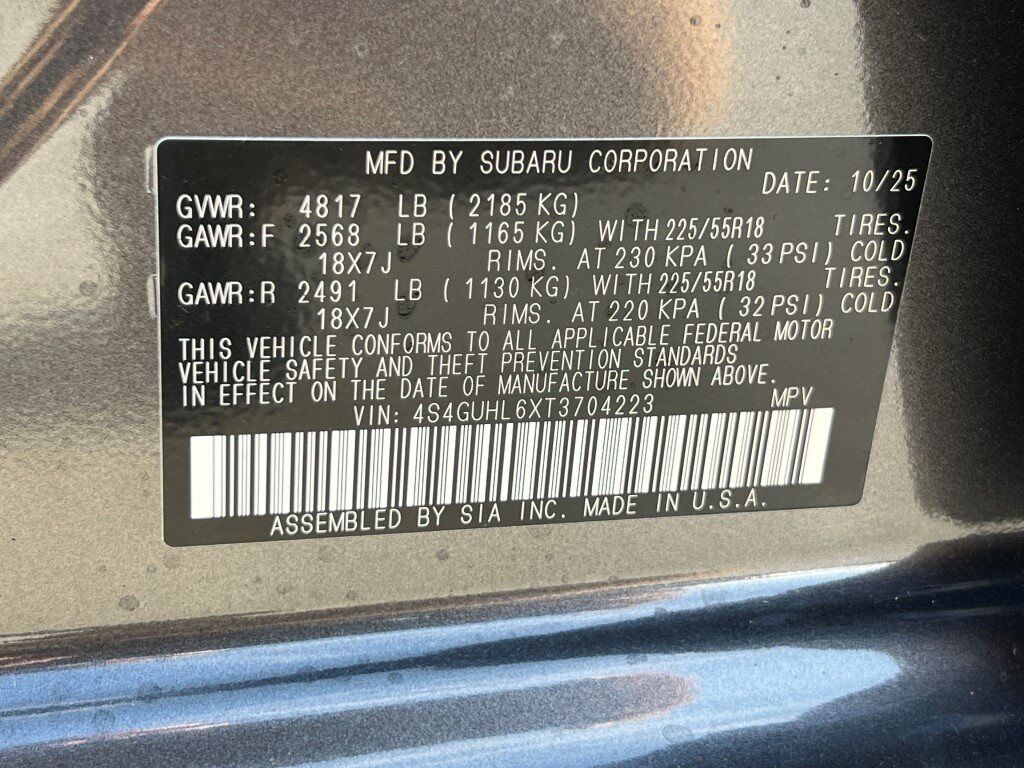 MFD BY SUBARU CORPORATION
DATE: 10/25
GVWR: 4817 LB ( 2185 KG)
GAWR:F 2568 LB ( 1165 KG) WITH 225/55R18 TIRES.
18X7J RIMS. AT 230 KPA ( 33 PSI) COLD
GAWR:R 2491 LB ( 1130 KG) WITH 225/55R18 TIRES.
18X7J RIMS. AT 220 KPA ( 32 PSI) COLD
THIS VEHICLE CONFORMS TO ALL APPLICABLE FEDERAL MOTOR
VEHICLE SAFETY AND THEFT PREVENTION STANDARDS
IN EFFECT ON THE DATE OF MANUFACTURE SHOWN ABOVE.
VIN: 4S4GUHL6XT3704223 MPV
ASSEMBLED BY SIA INC. MADE IN U.S.A.